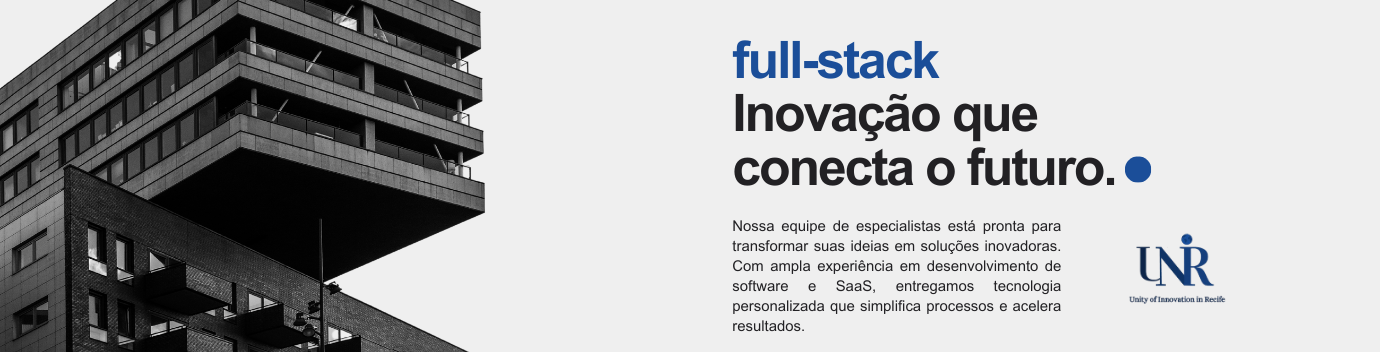 full-stack
Inovação que
conecta o futuro.
Nossa equipe de especialistas está pronta para
transformar suas ideias em soluções inovadoras.
Com ampla experiência em desenvolvimento de
software e SaaS, entregamos tecnologia
personalizada que simplifica processos e acelera
resultados.
UNIR
Unity of Innovation in Recife